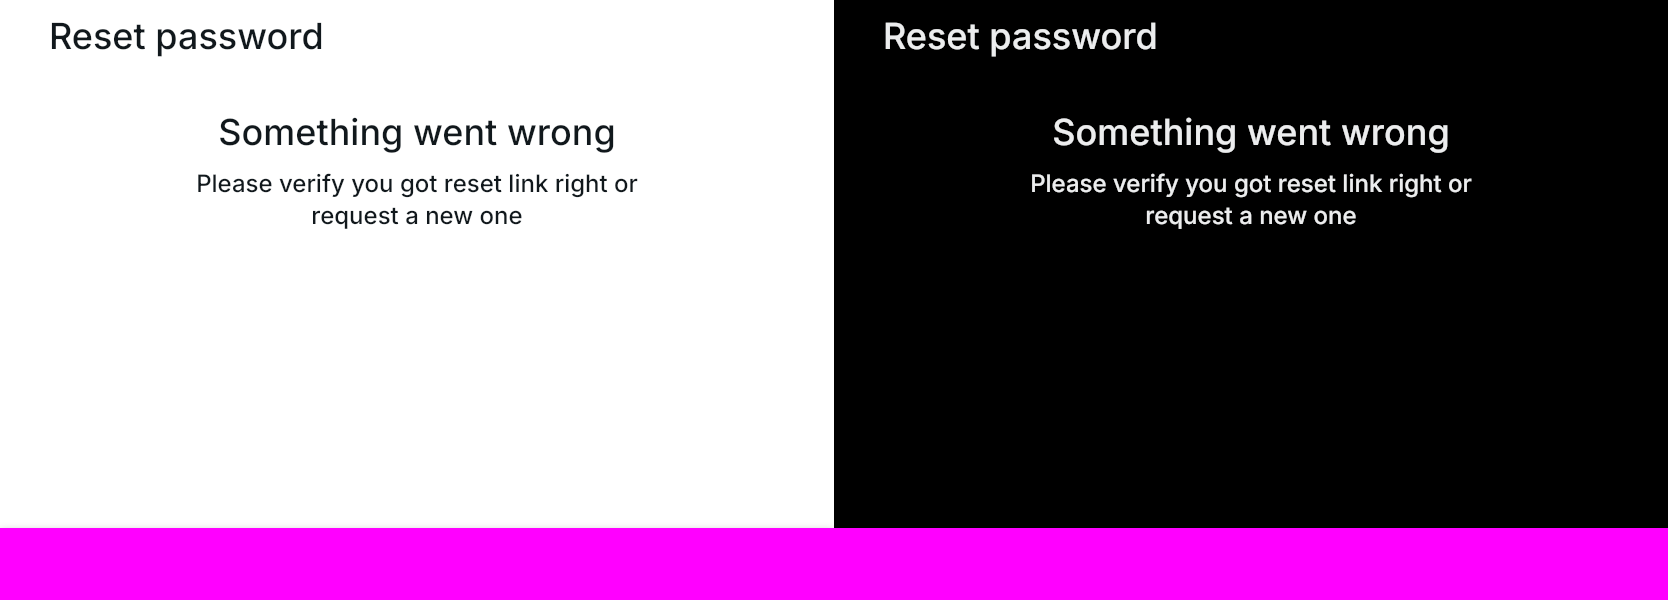 Reset password
Something went wrong
Please verify you got reset link right or
request a new one
Reset password
Something went wrong
Please verify you got reset link right or
request a new one